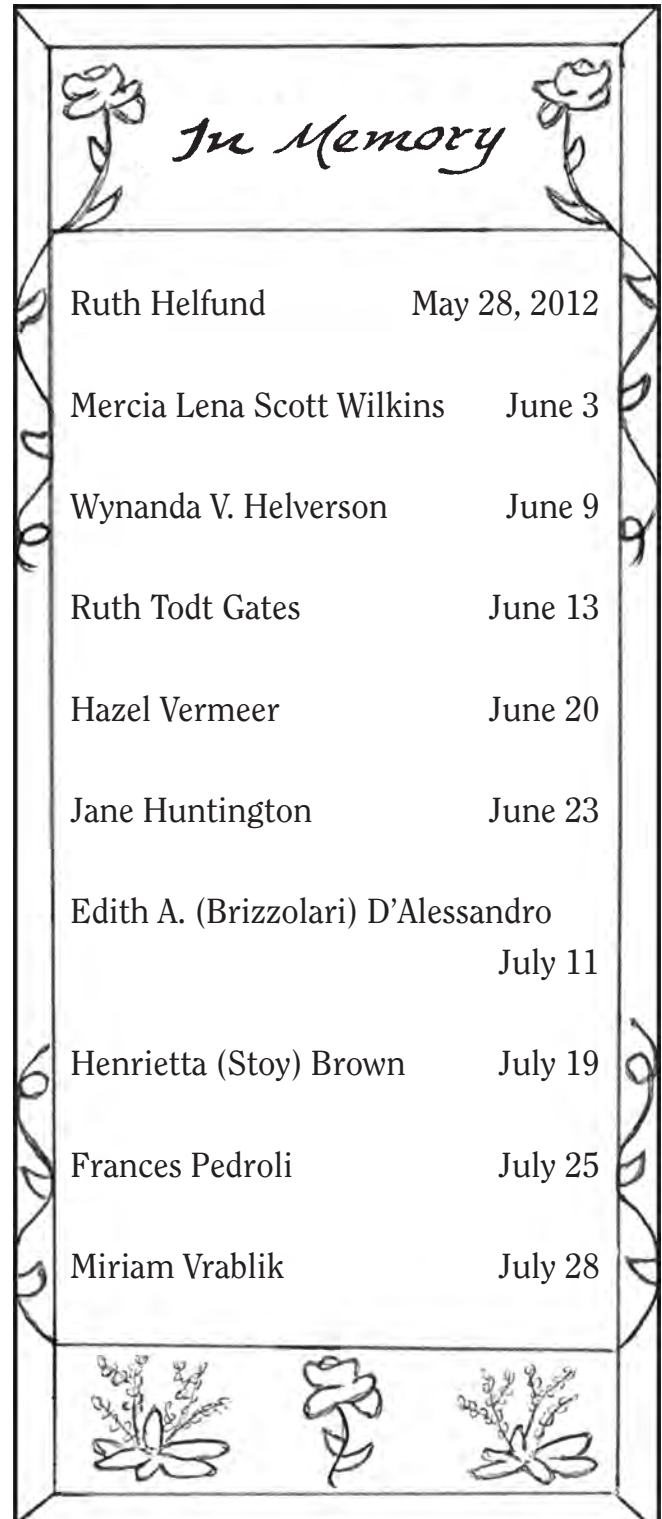 In Memory
Ruth Helfund May 28, 2012
Mercia Lena Scott Wilkins June 3
Wynanda V. Helverson June 9
Ruth Todt Gates June 13
Hazel Vermeer June 20
Jane Huntington June 23
Edith A. (Brizzolari) D’Alessandro
July 11
Henrietta (Stoy) Brown July 19
Frances Pedroli July 25
Miriam Vrablik July 28